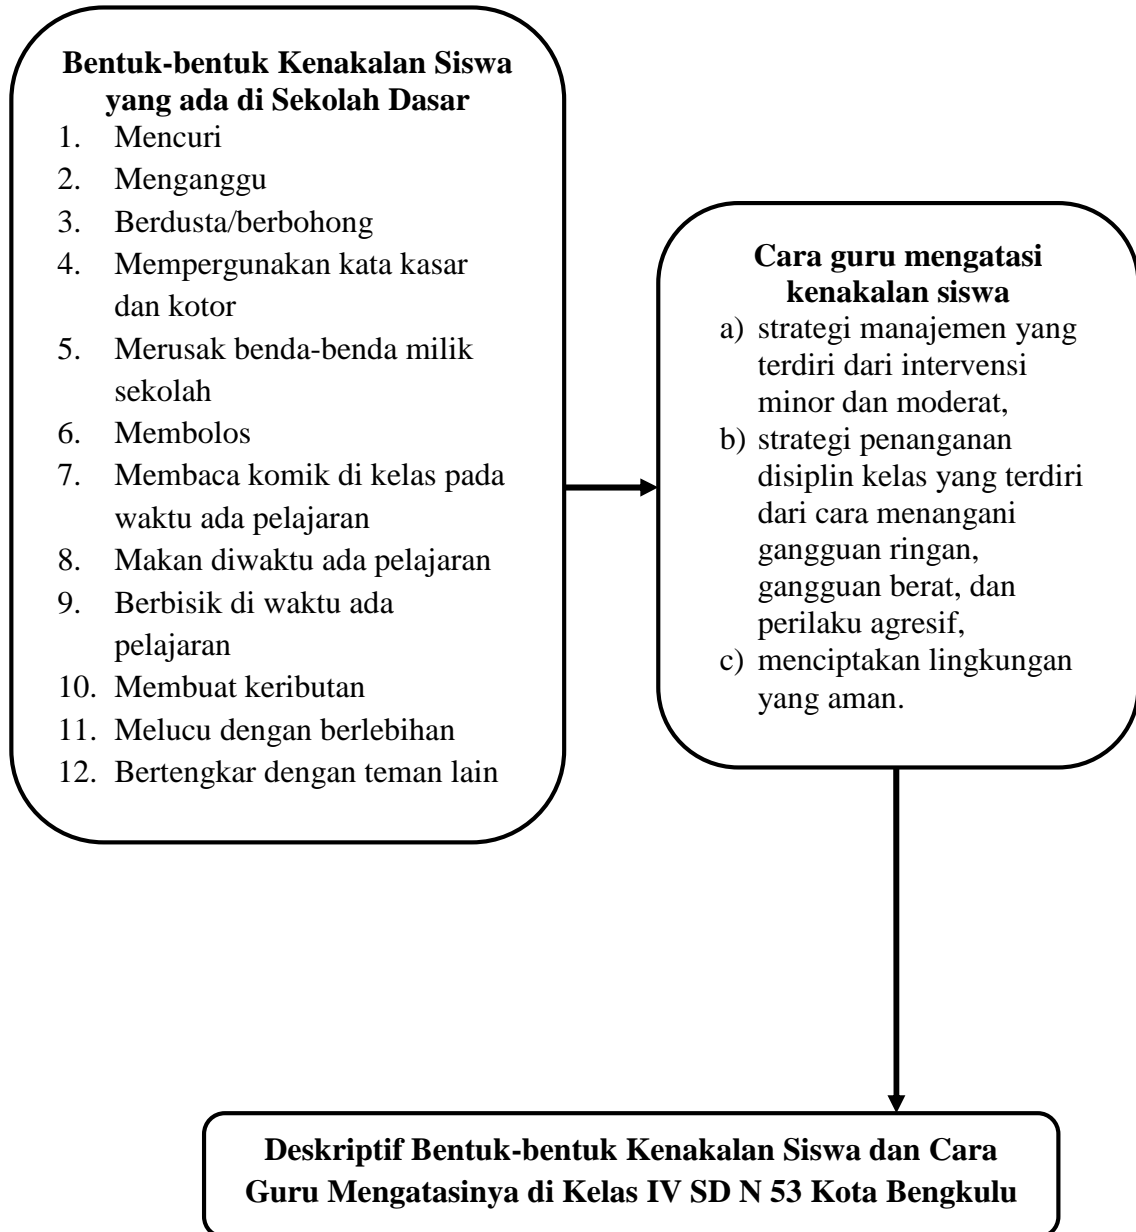 Bentuk-bentuk Kenakalan Siswa
yang ada di Sekolah Dasar
1. Mencuri
2. Menganggu
3. Berdusta/berbohong
4. Mempergunakan kata kasar
dan kotor
5. Merusak benda-benda milik
sekolah
6. Membolos
7. Membaca komik di kelas pada
waktu ada pelajaran
8. Makan diwaktu ada pelajaran
9. Berbisik di waktu ada
pelajaran
10. Membuat keributan
11. Melucu dengan berlebihan
12. Bertengkar dengan teman lain
Cara guru mengatasi
kenakalan siswa
a) strategi manajemen yang
terdiri dari intervensi
minor dan moderat,
b) strategi penanganan
disiplin kelas yang terdiri
dari cara menangani
gangguan ringan,
gangguan berat, dan
perilaku agresif,
c) menciptakan lingkungan
yang aman.
Deskriptif Bentuk-bentuk Kenakalan Siswa dan Cara
Guru Mengatasinya di Kelas IV SD N 53 Kota Bengkulu